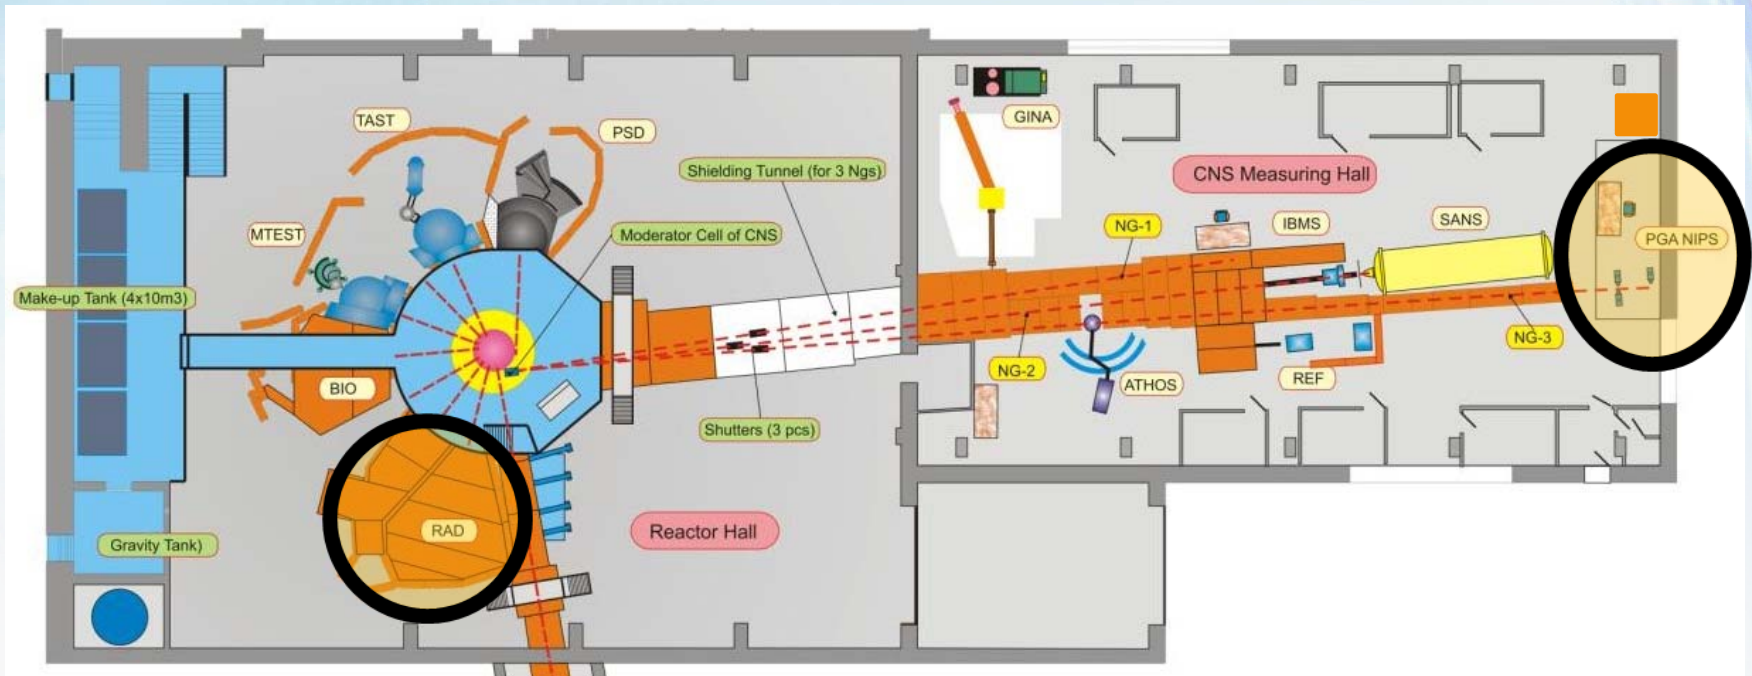 TAST
PSD
GINA
Shielding Tunnel (for 3 Ngs)
CNS Measuring Hall
MTEST
Moderator Cell of CNS
NG-1
IBMS
SANS
PGA NIPS
Make-up Tank (4x10m3)
NG-3
BIO
NG-2
ATHOS
REF
Shutters (3 pcs)
RAD
Reactor Hall
Gravity Tank)